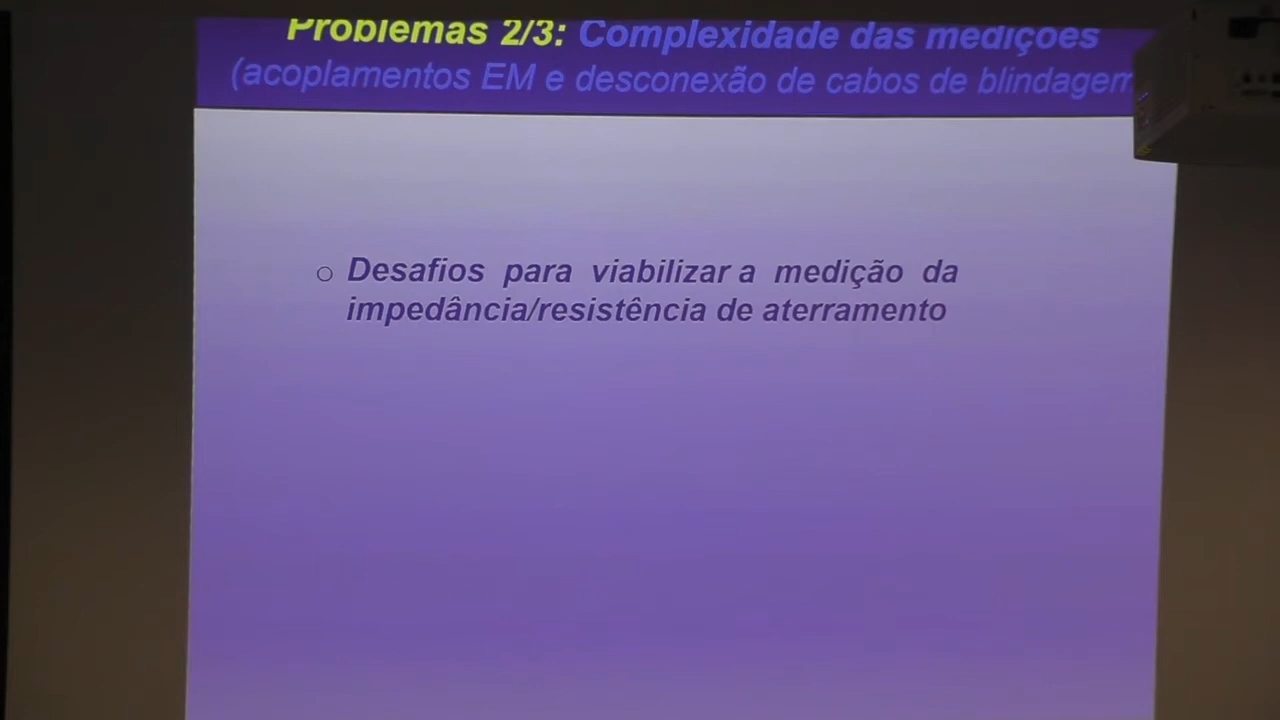 Problemas 2/3: Complexidade das medições
(acoplamentos EM e desconexão de cabos de blindagem
Desafios para viabilizar a medição da
impedância/resistência de aterramento